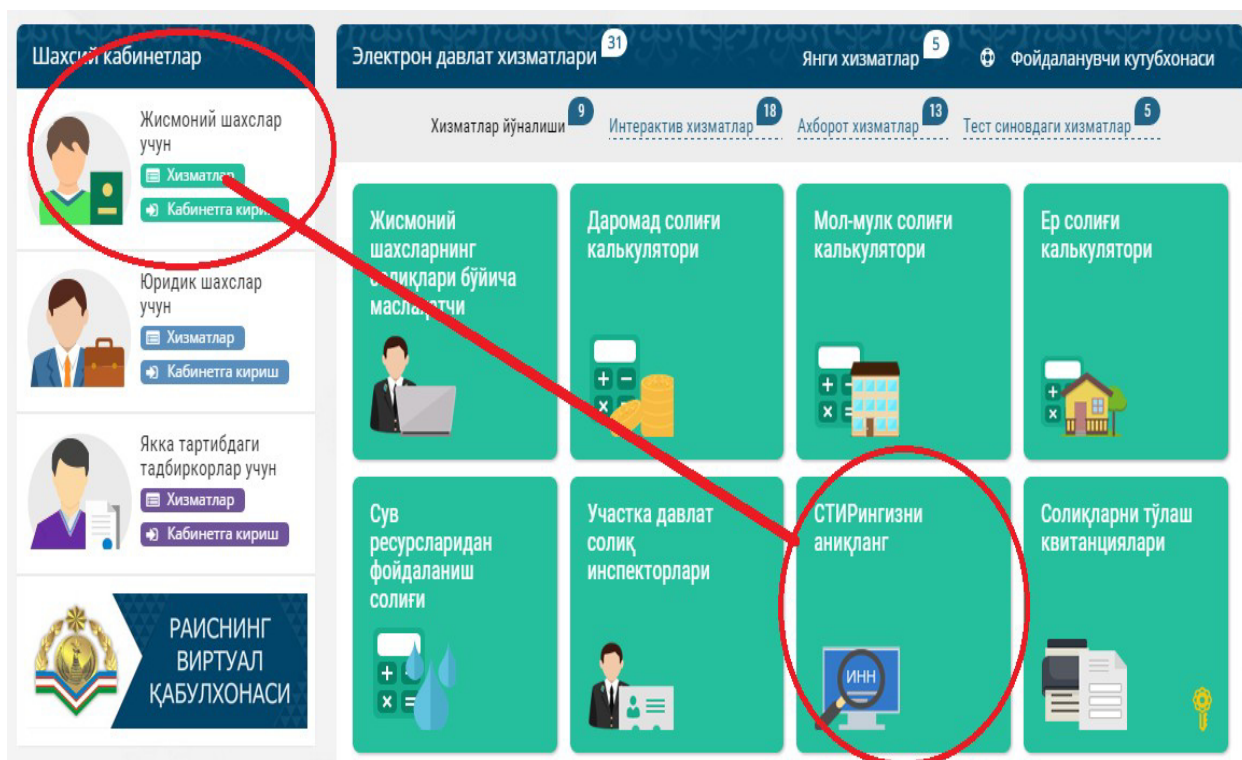 Шахсий кабинетлар
Жисмоний шахслар
учун
Хизматлар
Кабинетга кириш
Юридик шахслар
учун
Хизматлар
Кабинетга кириш
Якка тартибдаги
тадбиркорлар учун
Хизматлар
Кабинетга кириш
РАИСНИНГ
ВИРТУАЛ
ҚАБУЛХОНАСИ
Электрон давлат хизматлари 31
Янги хизматлар 5
Фойдаланувчи кутубхонаси
Хизматлар йўналиши 9
Интерактив хизматлар 18
Ахборот хизматлар 13
Тест синовдаги хизматлар 5
Жисмоний
шахсларнинг
солиқлари бўйича
маслаҳатчи
Даромад солиғи
калькулятори
Мол-мулк солиғи
калькулятори
Ер солиғи
калькулятори
Сув
ресурсларидан
фойдаланиш
солиғи
Участка давлат
солиқ
инспекторлари
СТИРингизни
аниқланг
ИНН
Солиқларни тўлаш
квитанциялари